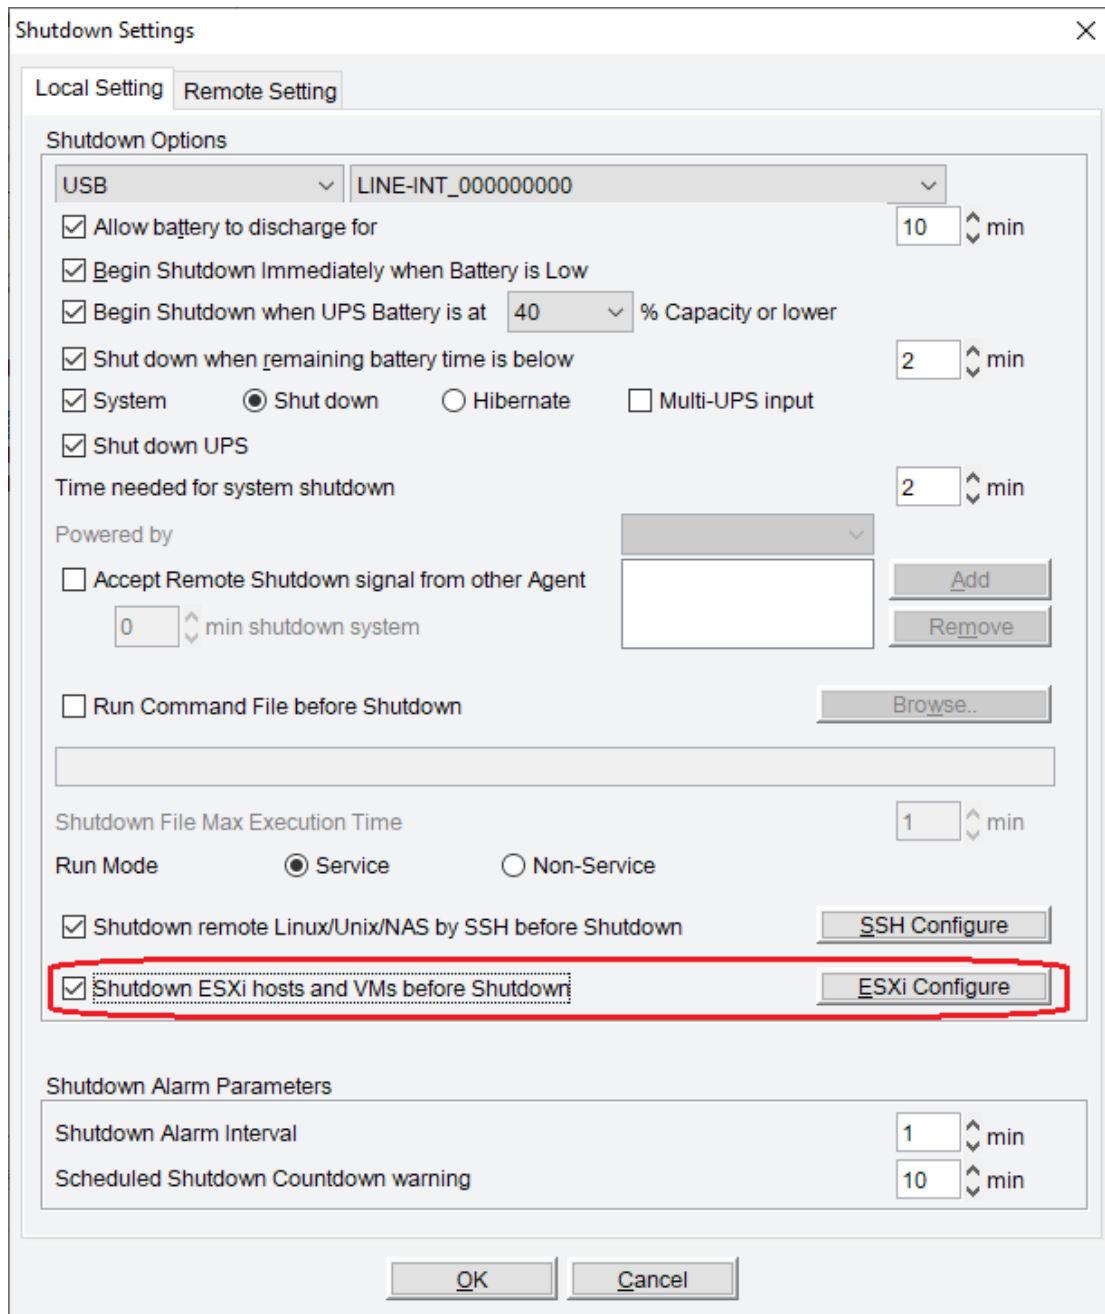 Shutdown Settings
Local Setting Remote Setting
Shutdown Options
USB LINE-INT_000000000
Allow battery to discharge for 10 min
Begin Shutdown Immediately when Battery is Low
Begin Shutdown when UPS Battery is at 40 % Capacity or lower
Shut down when remaining battery time is below 2 min
System Shut down Hibernate Multi-UPS input
Shut down UPS
Time needed for system shutdown 2 min
Powered by
Accept Remote Shutdown signal from other Agent Add
0 min shutdown system Remove
Run Command File before Shutdown Browse..
Shutdown File Max Execution Time 1 min
Run Mode Service Non-Service
Shutdown remote Linux/Unix/NAS by SSH before Shutdown SSH Configure
Shutdown ESXi hosts and VMs before Shutdown ESXi Configure
Shutdown Alarm Parameters
Shutdown Alarm Interval 1 min
Scheduled Shutdown Countdown warning 10 min
OK Cancel